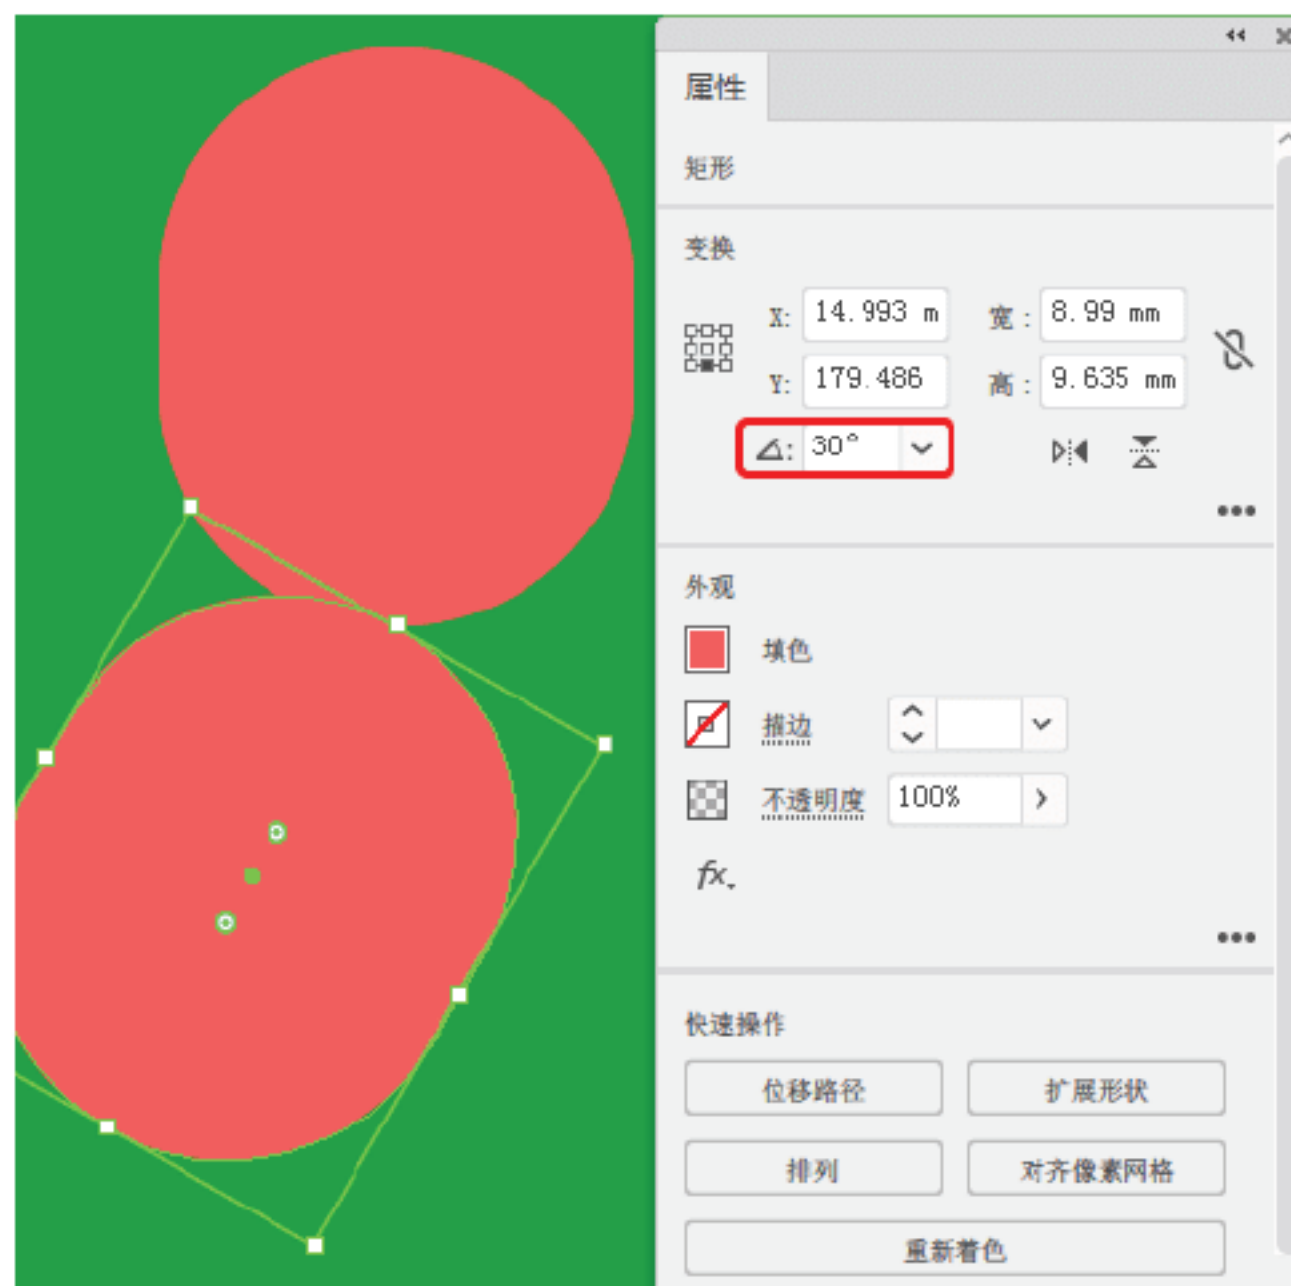 属性
矩形
变换
X: 14.993 m 宽: 8.99 mm
Y: 179.486 高: 9.635 mm
: 30°
外观
填色
描边
不透明度 100%
fx.
快速操作
位移路径 扩展形状
排列 对齐像素网格
重新着色